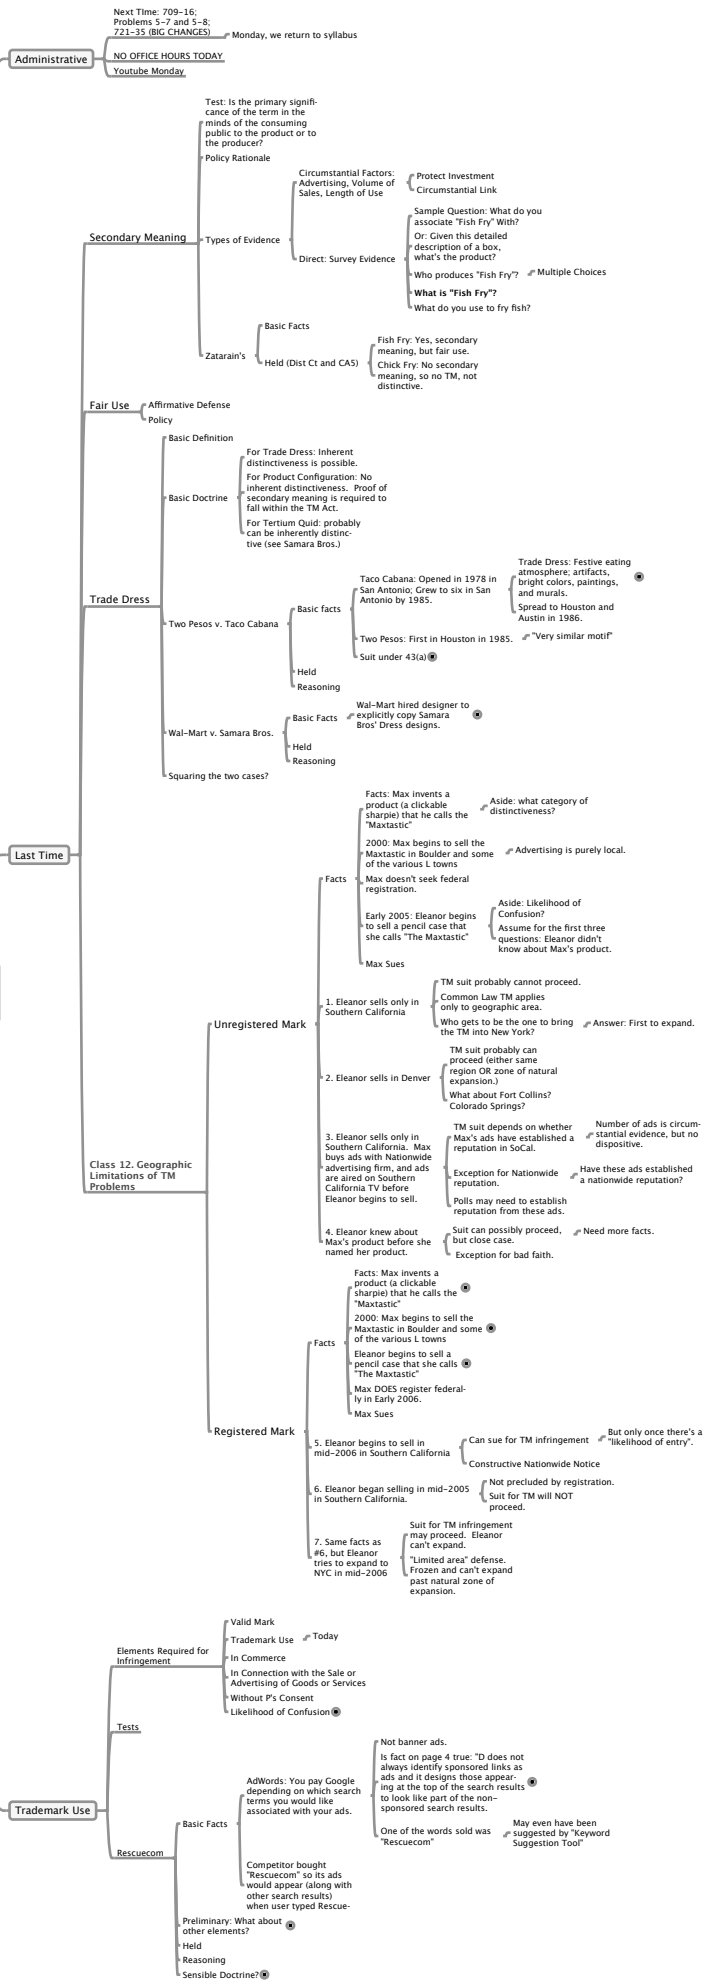 Next TIme: 709-16;
Problems 5-7 and 5-8;
721-35 (BIG CHANGES)
Monday, we return to syllabus
Administrative
NO OFFICE HOURS TODAY
Youtube Monday
Test: Is the primary signifi-
cance of the term in the
minds of the consuming
public to the product or to
the producer?
Policy Rationale
Circumstantial Factors:
Advertising, Volume of
Sales, Length of Use
Protect Investment
Circumstantial Link
Secondary Meaning
Types of Evidence
Sample Question: What do you
associate "Fish Fry" With?
Or: Given this detailed
description of a box,
what's the product?
Direct: Survey Evidence
Who produces "Fish Fry"?
Multiple Choices
What is "Fish Fry"?
What do you use to fry fish?
Basic Facts
Zatarain's
Held (Dist Ct and CA5)
Fish Fry: Yes, secondary
meaning, but fair use.
Chick Fry: No secondary
meaning, so no TM, not
distinctive.
Fair Use
Affirmative Defense
Policy
Basic Definition
For Trade Dress: Inherent
distinctiveness is possible.
Basic Doctrine
For Product Configuration: No
inherent distinctiveness. Proof of
secondary meaning is required to
fall within the TM Act.
For Tertium Quid: probably
can be inherently distinc-
tive (see Samara Bros.)
Trade Dress
Taco Cabana: Opened in 1978 in
San Antonio; Grew to six in San
Antonio by 1985.
Trade Dress: Festive eating
atmosphere; artifacts,
bright colors, paintings,
and murals.
Spread to Houston and
Austin in 1986.
Basic facts
Two Pesos v. Taco Cabana
Two Pesos: First in Houston in 1985.
"Very similar motif"
Suit under 43(a)
Held
Reasoning
Wal-Mart v. Samara Bros.
Basic Facts
Wal-Mart hired designer to
explicitly copy Samara
Bros' Dress designs.
Held
Reasoning
Squaring the two cases?
Last Time
Facts: Max invents a
product (a clickable
sharpie) that he calls the
"Maxtastic"
Aside: what category of
distinctiveness?
2000: Max begins to sell the
Maxtastic in Boulder and some
of the various L towns
Advertising is purely local.
Facts
Max doesn't seek federal
registration.
Early 2005: Eleanor begins
to sell a pencil case that
she calls "The Maxtastic"
Aside: Likelihood of
Confusion?
Assume for the first three
questions: Eleanor didn't
know about Max's product.
Max Sues
1. Eleanor sells only in
Southern California
TM suit probably cannot proceed.
Common Law TM applies
only to geographic area.
Who gets to be the one to bring
the TM into New York?
Answer: First to expand.
Unregistered Mark
2. Eleanor sells in Denver
TM suit probably can
proceed (either same
region OR zone of natural
expansion.)
What about Fort Collins?
Colorado Springs?
3. Eleanor sells only in
Southern California. Max
buys ads with Nationwide
advertising firm, and ads
are aired on Southern
California TV before
Eleanor begins to sell.
TM suit depends on whether
Max's ads have established a
reputation in SoCal.
Number of ads is circum-
stantial evidence, but no
dispositive.
Exception for Nationwide
reputation.
Have these ads established
a nationwide reputation?
Polls may need to establish
reputation from these ads.
4. Eleanor knew about
Max's product before she
named her product.
Suit can possibly proceed,
but close case.
Need more facts.
Exception for bad faith.
Class 12. Geographic
Limitations of TM
Problems
Facts: Max invents a
product (a clickable
sharpie) that he calls the
"Maxtastic"
2000: Max begins to sell the
Maxtastic in Boulder and some
of the various L towns
Facts
Eleanor begins to sell a
pencil case that she calls
"The Maxtastic"
Max DOES register federal-
ly in Early 2006.
Max Sues
Registered Mark
5. Eleanor begins to sell in
mid-2006 in Southern California
Can sue for TM infringement
But only once there's a
"likelihood of entry".
Constructive Nationwide Notice
6. Eleanor began selling in mid-2005
in Southern California.
Not precluded by registration.
Suit for TM will NOT
proceed.
7. Same facts as
#6, but Eleanor
tries to expand to
NYC in mid-2006
Suit for TM infringement
may proceed. Eleanor
can't expand.
"Limited area" defense.
Frozen and can't expand
past natural zone of
expansion.
Elements Required for
Infringement
Valid Mark
Trademark Use
Today
In Commerce
In Connection with the Sale or
Advertising of Goods or Services
Without P's Consent
Likelihood of Confusion
Tests
Trademark Use
Not banner ads.
AdWords: You pay Google
depending on which search
terms you would like
associated with your ads.
Is fact on page 4 true: "D does not
always identify sponsored links as
ads and it designs those appear-
ing at the top of the search results
to look like part of the non-
sponsored search results.
Basic Facts
One of the words sold was
"Rescuecom"
May even have been
suggested by "Keyword
Suggestion Tool"
Rescuecom
Competitor bought
"Rescuecom" so its ads
would appear (along with
other search results)
when user typed Rescue-
Preliminary: What about
other elements?
Held
Reasoning
Sensible Doctrine?